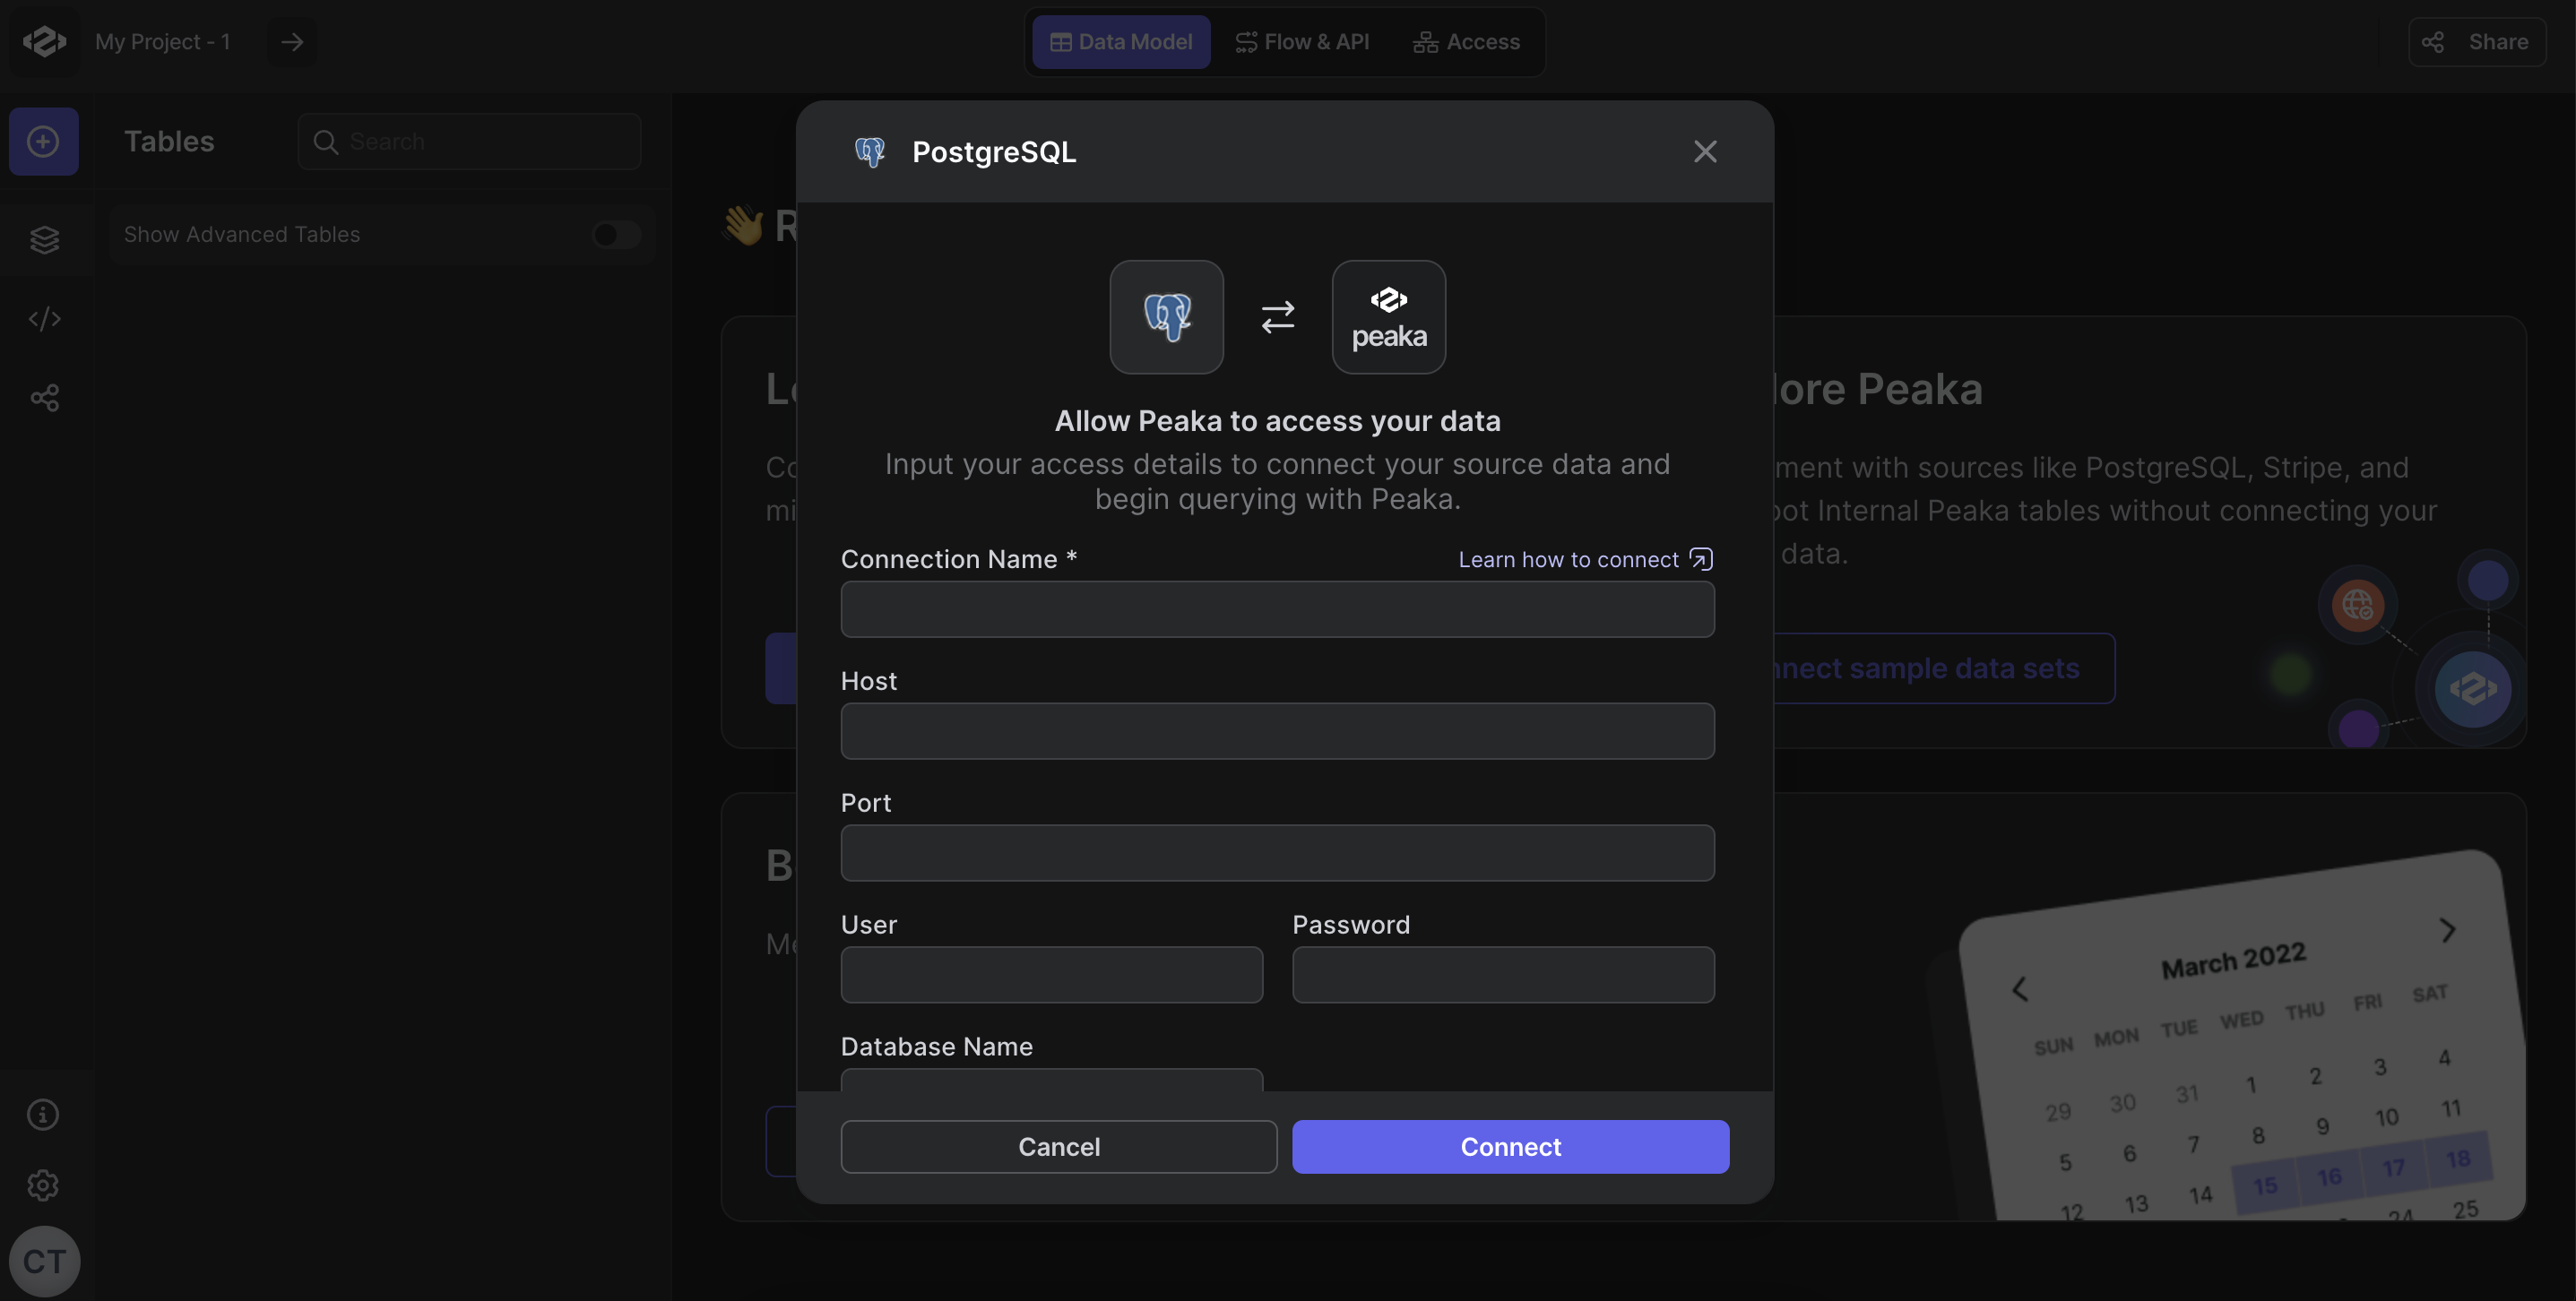 My Project - 1
Data Model
Flow & API
Access
Share
Tables
Search
Show Advanced Tables
PostgreSQL
peaka
Allow Peaka to access your data
Input your access details to connect your source data and
begin querying with Peaka.
Connection Name *
Learn how to connect
Host
Port
User
Password
Database Name
Cancel
Connect
lore Peaka
ment with sources like PostgreSQL, Stripe, and
bot Internal Peaka tables without connecting your
data.
nnect sample data sets
March 2022
SUN MON TUE WED THU FRI SAT
29 30 31 1 2 3 4
5 6 7 8 9 10 11
12 13 14 15 16 17 18
24 25
CT